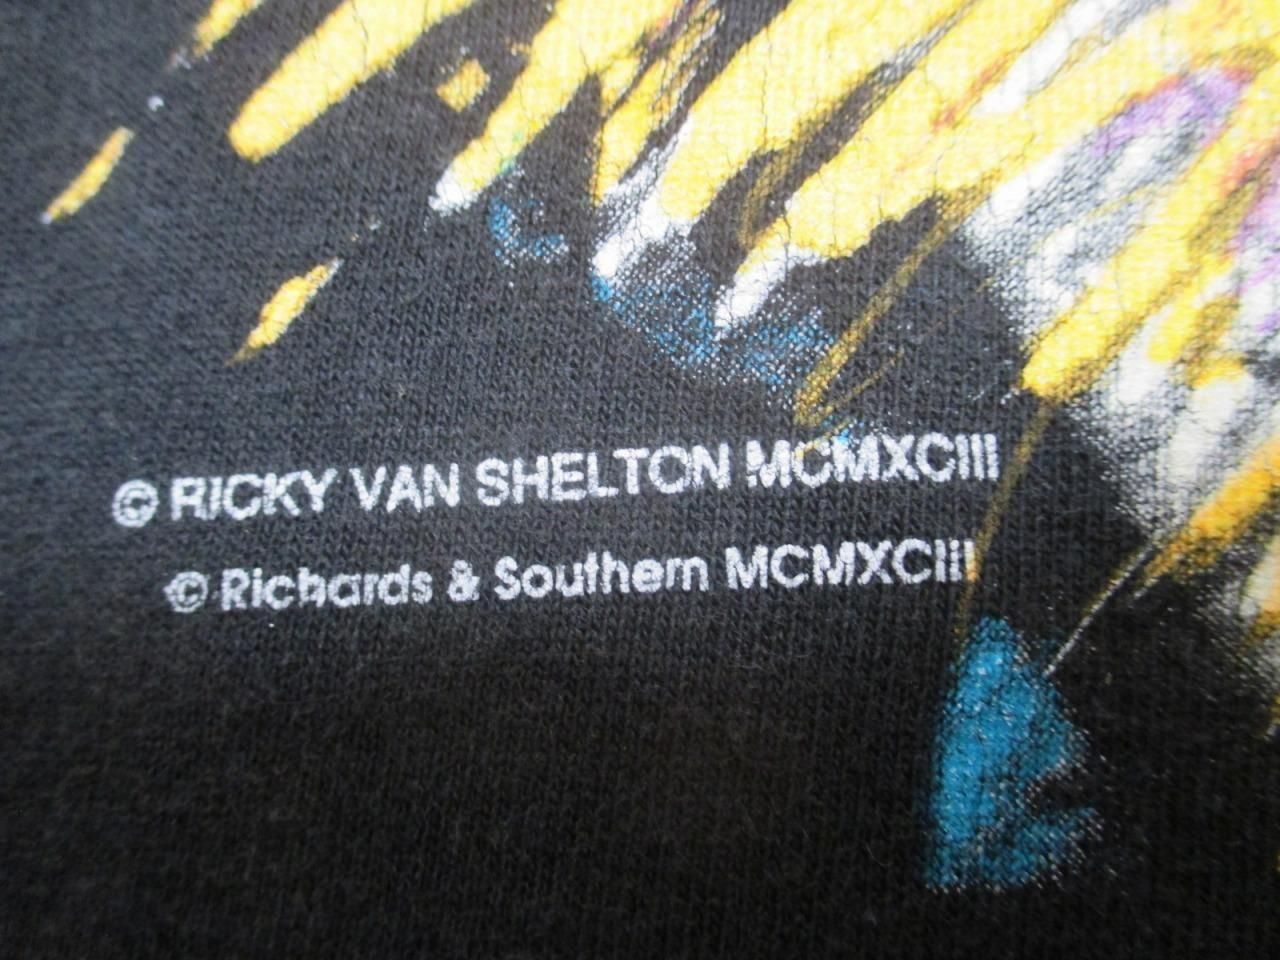 © RICKY VAN SHELTON MCMXCIII
© Richards & Southern MCMXCIII